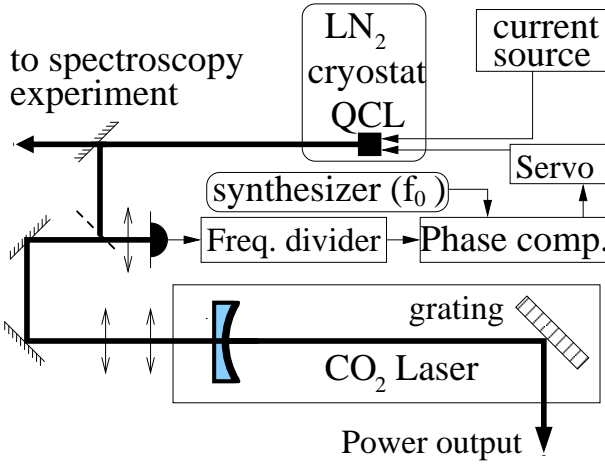 LN2
cryostat
QCL
current
source
to spectroscopy
experiment
Servo
synthesizer (f0 )
Freq. divider
Phase comp.
grating
CO2 Laser
Power output